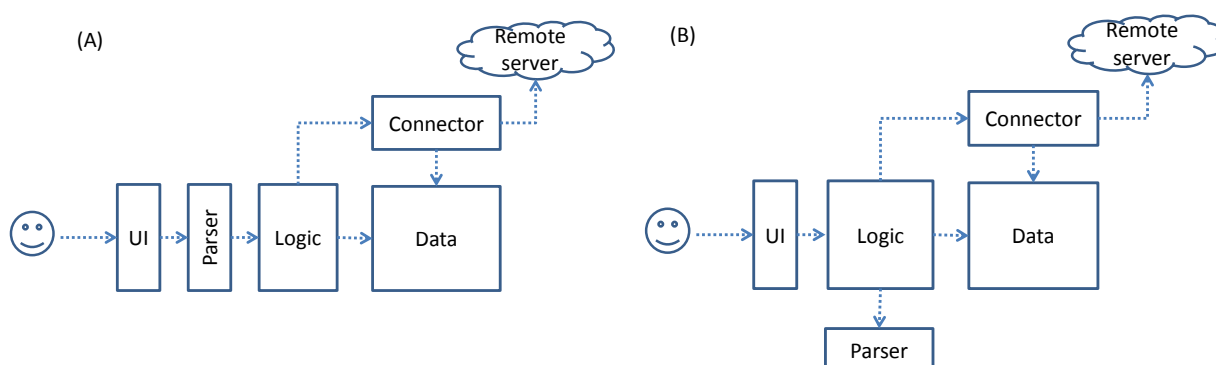 (A)
Remote
server
Connector
UI
Parser
Logic
Data
(B)
Remote
server
Connector
UI
Logic
Data
Parser